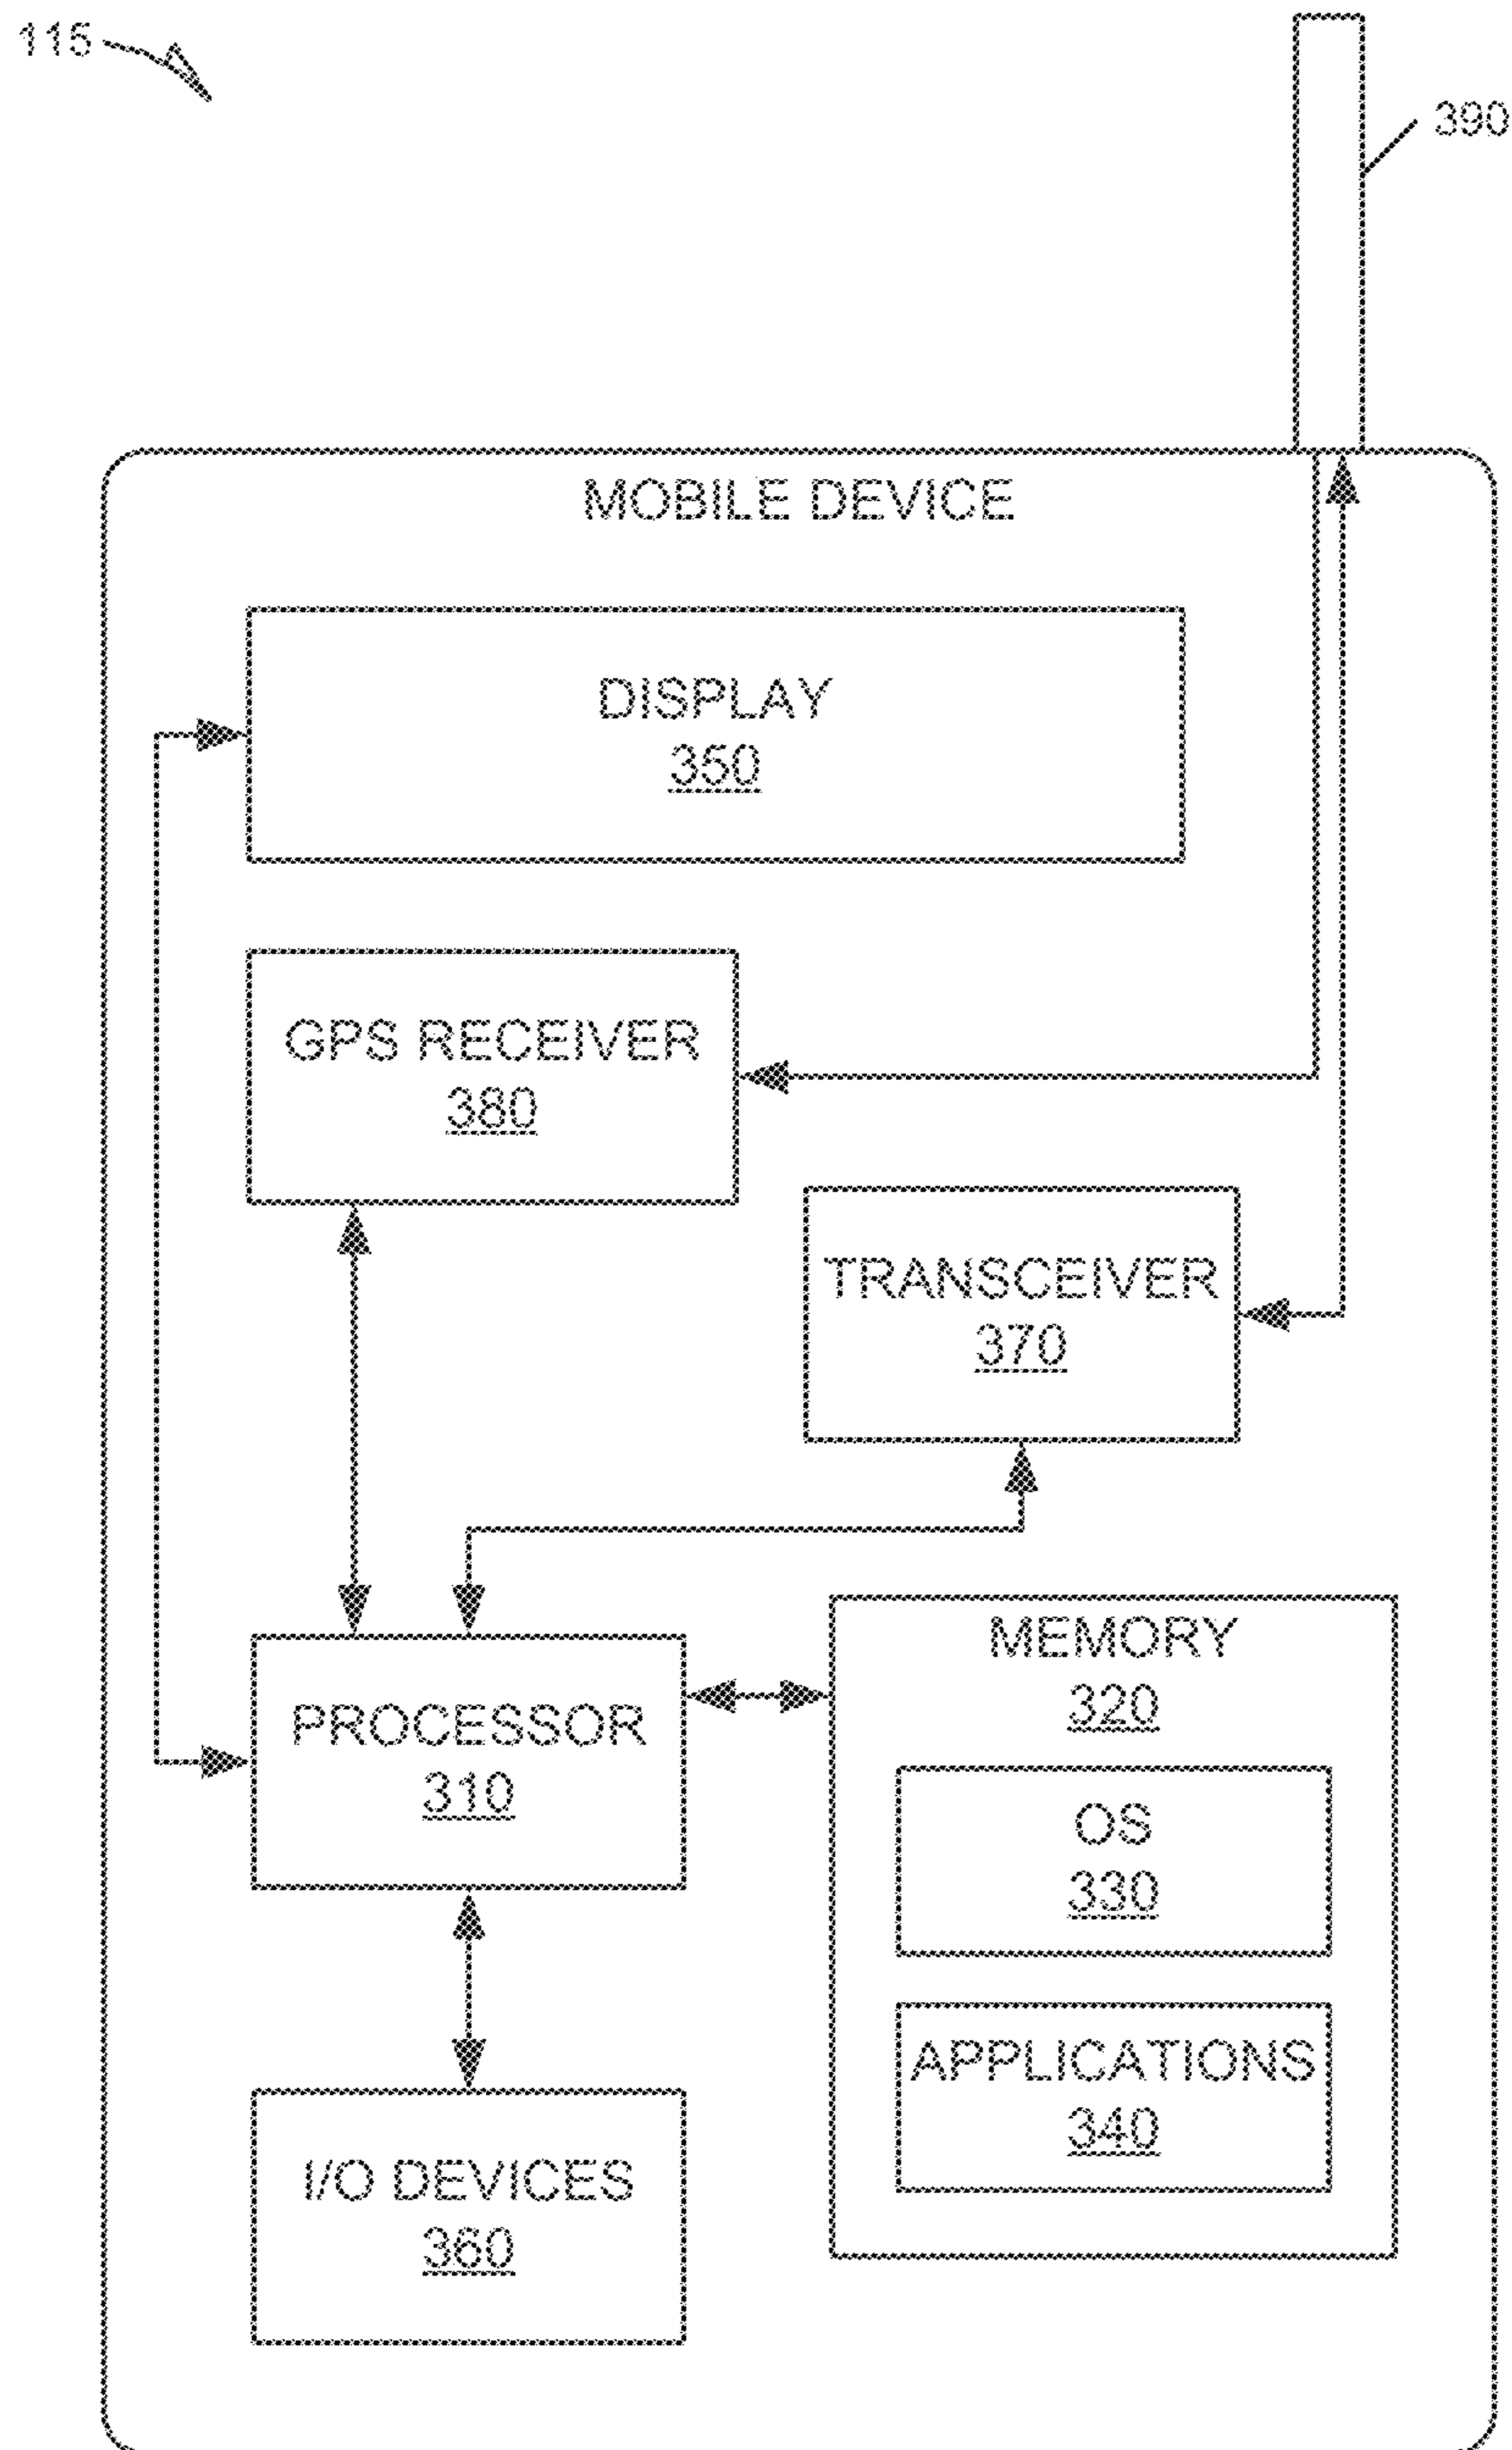 115
390
MOBILE DEVICE
DISPLAY
350
GPS RECEIVER
380
TRANSCEIVER
370
MEMORY
320
PROCESSOR
310
OS
330
APPLICATIONS
340
I/O DEVICES
360